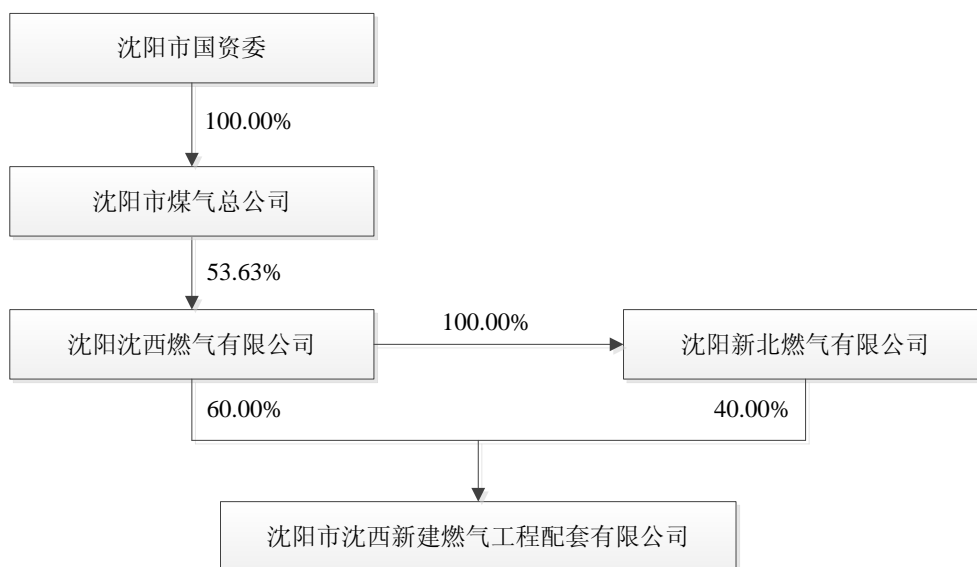 沈阳市国资委
100.00%
沈阳市煤气总公司
53.63%
沈阳沈西燃气有限公司
100.00%
沈阳新北燃气有限公司
60.00%
40.00%
沈阳市沈西新建燃气工程配套有限公司